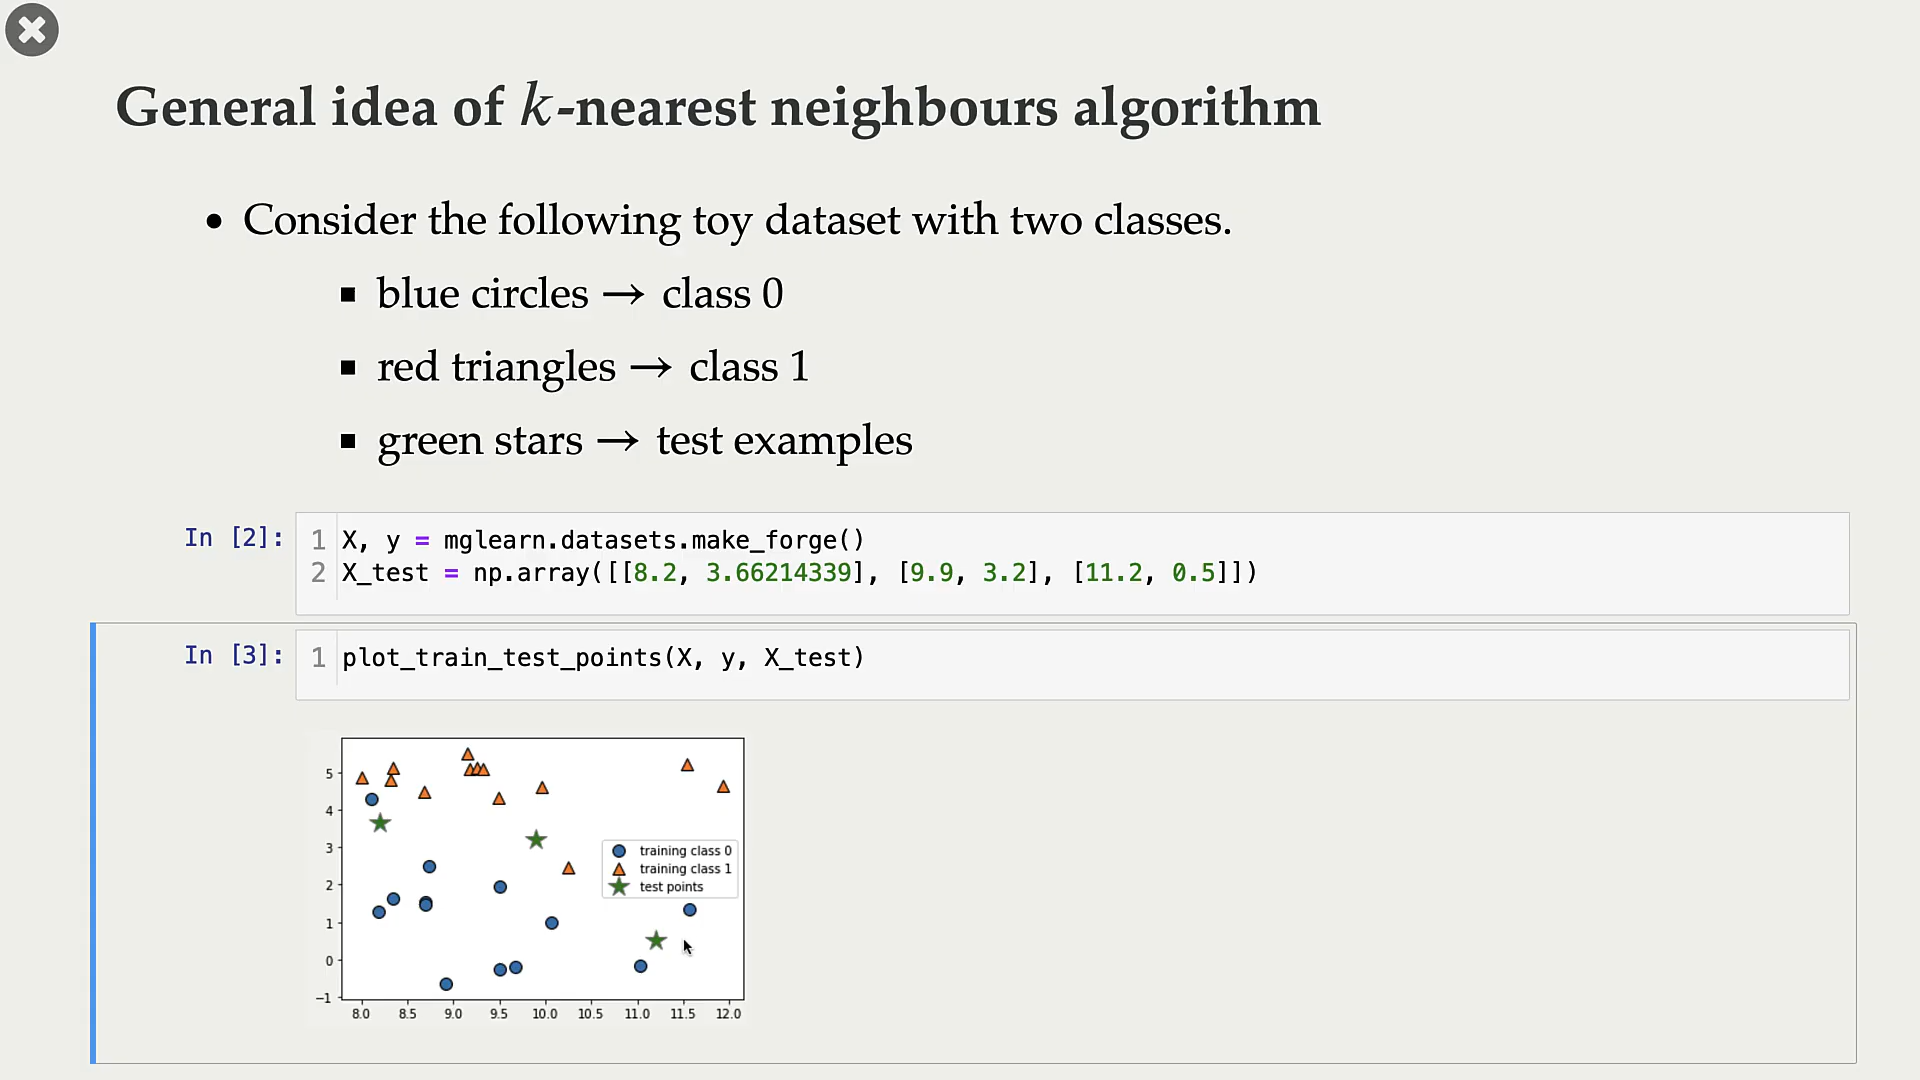 General idea of k-nearest neighbours algorithm
• Consider the following toy dataset with two classes.
▪ blue circles → class 0
▪ red triangles → class 1
▪ green stars → test examples
In [2]:
1 X, y = mglearn.datasets.make_forge()
2 X_test = np.array([[8.2, 3.66214339], [9.9, 3.2], [11.2, 0.5]])
In [3]:
1 plot_train_test_points(X, y, X_test)
5
4
3
2
1
0
−1
training class 0
training class 1
test points
8.0 8.5 9.0 9.5 10.0 10.5 11.0 11.5 12.0